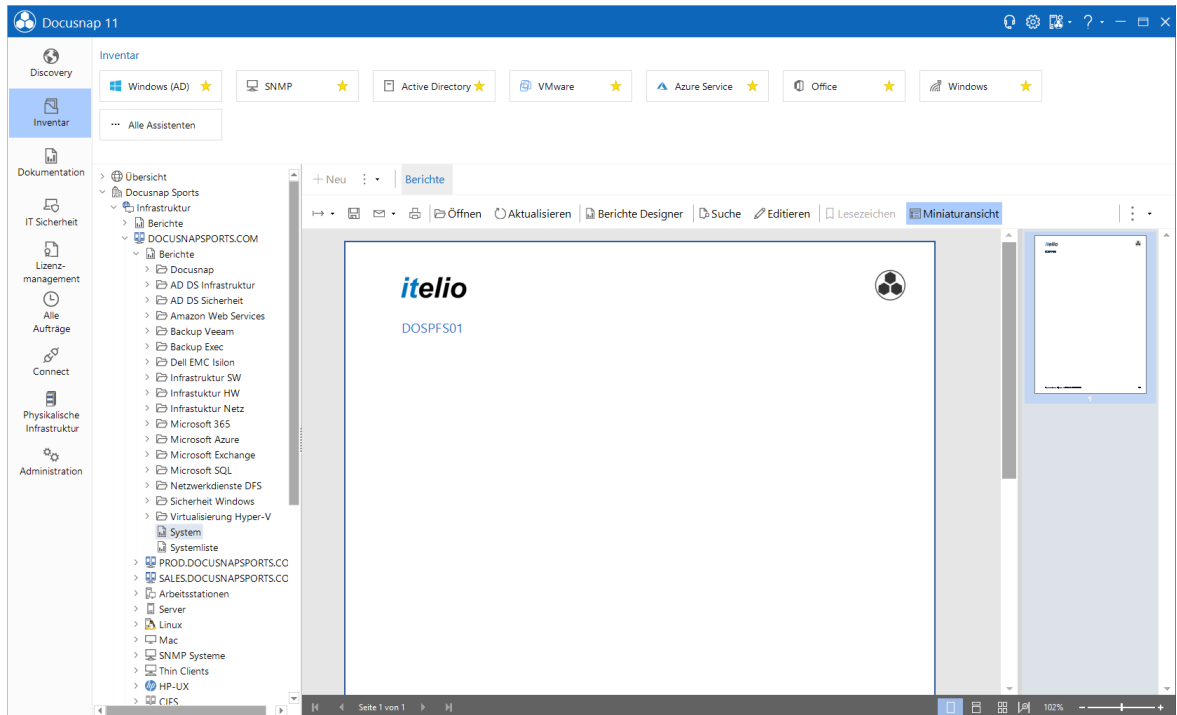 Docusnap 11
Discovery
Inventar
Dokumentation
IT Sicherheit
Lizenz-
management
Alle
Aufträge
Connect
Physikalische
Infrastruktur
Administration
Inventar
Windows (AD)
SNMP
Active Directory
VMware
Azure Service
Office
Windows
Alle Assistenten
Übersicht
Docusnap Sports
Infrastruktur
Berichte
DOCUSNAPSPORTS.COM
Berichte
Docusnap
AD DS Infrastruktur
AD DS Sicherheit
Amazon Web Services
Backup Veeam
Backup Exec
Dell EMC Isilon
Infrastruktur SW
Infrastuktur HW
Infrastuktur Netz
Microsoft 365
Microsoft Azure
Microsoft Exchange
Microsoft SQL
Netzwerkdienste DFS
Sicherheit Windows
Virtualisierung Hyper-V
System
Systemliste
PROD.DOCUSNAPSPORTS.CO
SALES.DOCUSNAPSPORTS.CO
Arbeitsstationen
Server
Linux
Mac
SNMP Systeme
Thin Clients
HP-UX
CIFS
Neu Berichte
Öffnen Aktualisieren Berichte Designer Suche Editieren Lesezeichen Miniaturansicht
itelio
DOSPFS01
itelio
1
Seite 1 von 1
102%